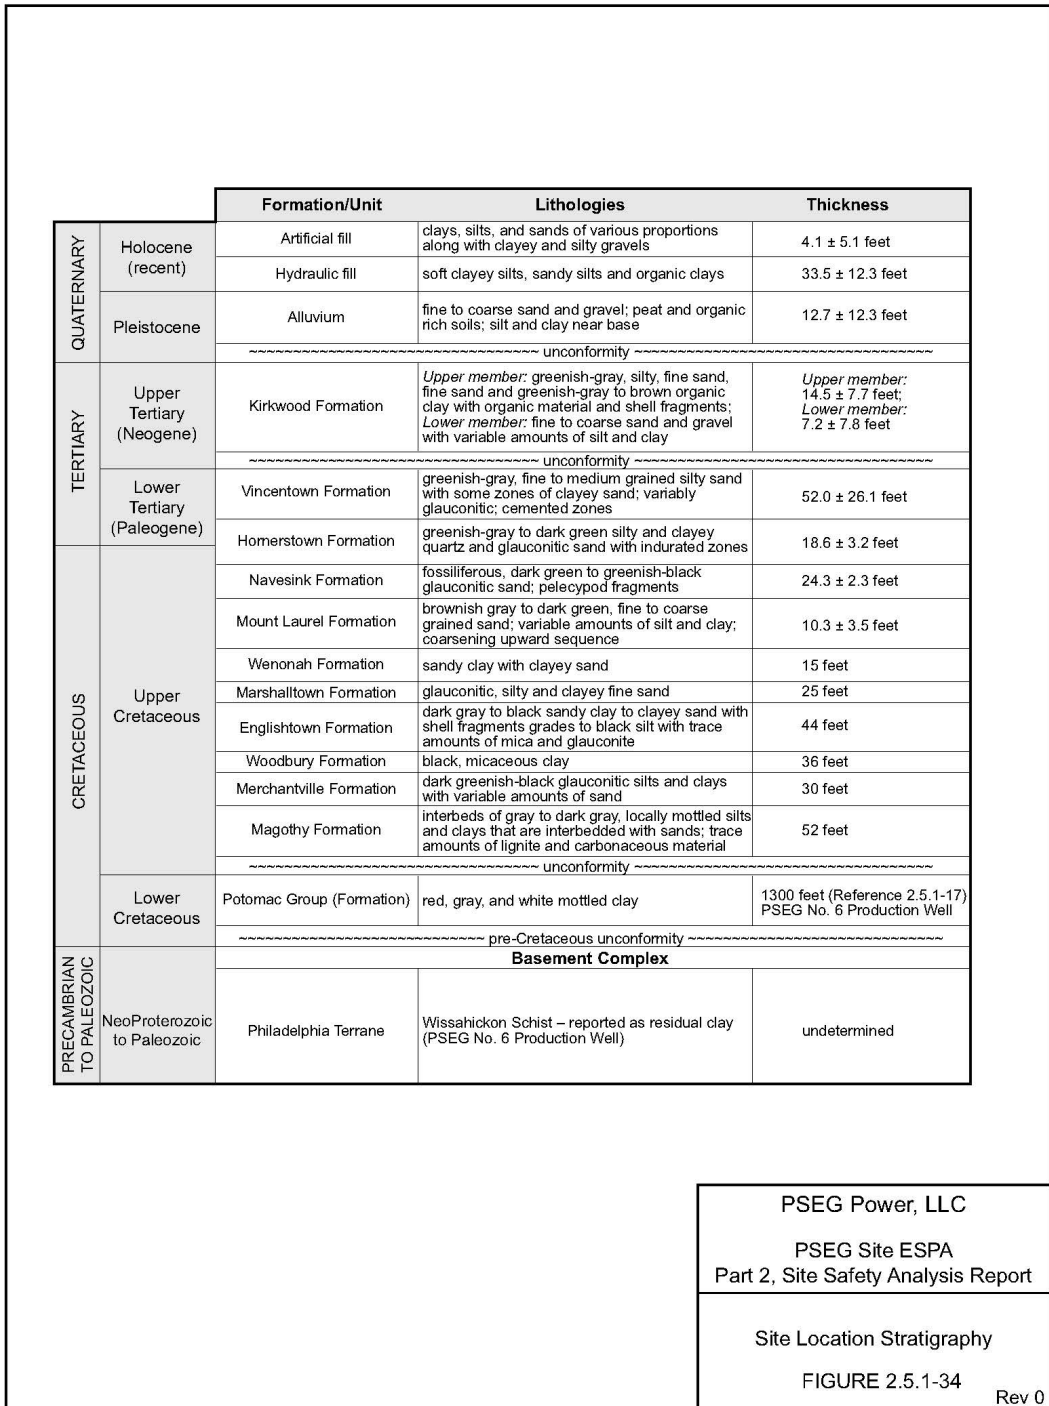 Formation/Unit Lithologies Thickness
QUATERNARY
Holocene
(recent)
Artificial fill
clays, silts, and sands of various proportions
along with clayey and silty gravels
4.1 ± 5.1 feet
Hydraulic fill
soft clayey silts, sandy silts and organic clays
33.5 ± 12.3 feet
Pleistocene
Alluvium
fine to coarse sand and gravel; peat and organic
rich soils; silt and clay near base
12.7 ± 12.3 feet
~~~~~~~~~~~~~~~~~~~~~~~~~~~~~~~~~ unconformity ~~~~~~~~~~~~~~~~~~~~~~~~~~~~~~~~~~
TERTIARY
Upper
Tertiary
(Neogene)
Kirkwood Formation
Upper member: greenish-gray, silty, fine sand,
fine sand and greenish-gray to brown organic
clay with organic material and shell fragments;
Lower member: fine to coarse sand and gravel
with variable amounts of silt and clay
Upper member:
14.5 ± 7.7 feet;
Lower member:
7.2 ± 7.8 feet
~~~~~~~~~~~~~~~~~~~~~~~~~~~~~~~~~ unconformity ~~~~~~~~~~~~~~~~~~~~~~~~~~~~~~~~~~
Lower
Tertiary
(Paleogene)
Vincentown Formation
greenish-gray, fine to medium grained silty sand
with some zones of clayey sand; variably
glauconitic; cemented zones
52.0 ± 26.1 feet
Hornerstown Formation
greenish-gray to dark green silty and clayey
quartz and glauconitic sand with indurated zones
18.6 ± 3.2 feet
CRETACEOUS
Upper
Cretaceous
Navesink Formation
fossiliferous, dark green to greenish-black
glauconitic sand; pelecypod fragments
24.3 ± 2.3 feet
Mount Laurel Formation
brownish gray to dark green, fine to coarse
grained sand; variable amounts of silt and clay;
coarsening upward sequence
10.3 ± 3.5 feet
Wenonah Formation
sandy clay with clayey sand
15 feet
Marshalltown Formation
glauconitic, silty and clayey fine sand
25 feet
Englishtown Formation
dark gray to black sandy clay to clayey sand with
shell fragments grades to black silt with trace
amounts of mica and glauconite
44 feet
Woodbury Formation
black, micaceous clay
36 feet
Merchantville Formation
dark greenish-black glauconitic silts and clays
with variable amounts of sand
30 feet
Magothy Formation
interbeds of gray to dark gray, locally mottled silts
and clays that are interbedded with sands; trace
amounts of lignite and carbonaceous material
52 feet
~~~~~~~~~~~~~~~~~~~~~~~~~~~~~~~~~ unconformity ~~~~~~~~~~~~~~~~~~~~~~~~~~~~~~~~~~
Lower
Cretaceous
Potomac Group (Formation)
red, gray, and white mottled clay
1300 feet (Reference 2.5.1-17)
PSEG No. 6 Production Well
~~~~~~~~~~~~~~~~~~~~~~~~~~~~ pre-Cretaceous unconformity ~~~~~~~~~~~~~~~~~~~~~~~~~~~~~
Basement Complex
PRECAMBRIAN
TO PALEOZOIC
NeoProterozoic
to Paleozoic
Philadelphia Terrane
Wissahickon Schist – reported as residual clay
(PSEG No. 6 Production Well)
undetermined
PSEG Power, LLC
PSEG Site ESPA
Part 2, Site Safety Analysis Report
Site Location Stratigraphy
FIGURE 2.5.1-34
Rev 0